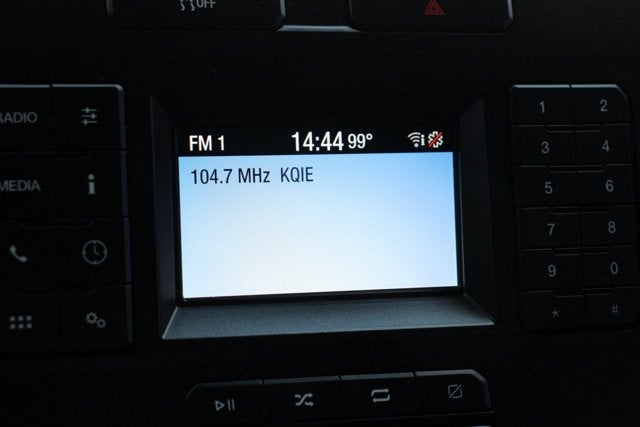 OFF
RADIO
MEDIA
i
FM 1 14:44 99°
104.7 MHz KQIE
1 2
3 4
5 6
7 8
9 0
* #